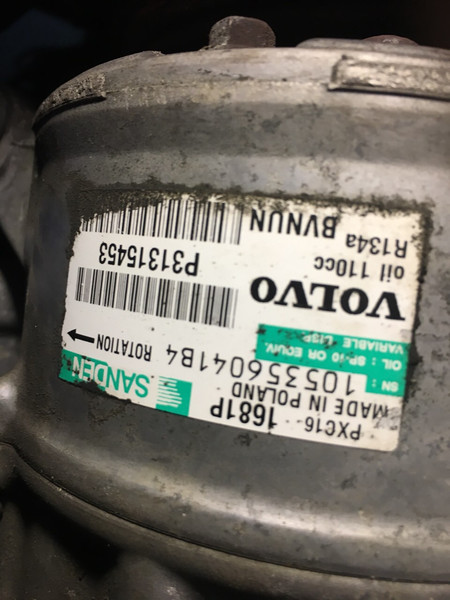 PXC16 1681P
MADE IN POLAND
SANDEN
SN: 105356041B4 ROTATION
OIL: SP-10 OR EQUIV.
VARIABLE
VOLVO
oil 110cc P31315453
R134a BVNUN